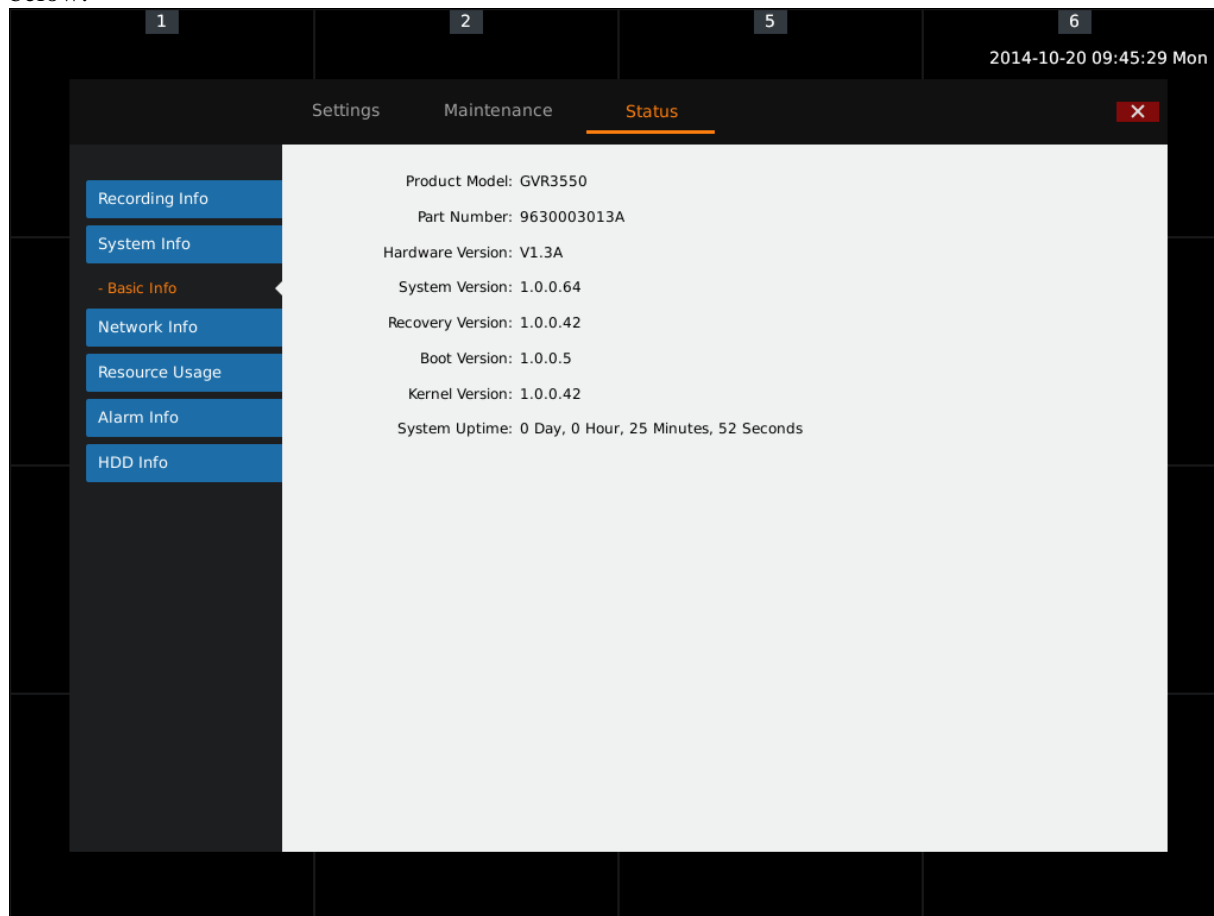 1 2 5 6
2014-10-20 09:45:29 Mon
Settings Maintenance Status ✕
Recording Info
System Info
- Basic Info
Network Info
Resource Usage
Alarm Info
HDD Info
Product Model: GVR3550
Part Number: 9630003013A
Hardware Version: V1.3A
System Version: 1.0.0.64
Recovery Version: 1.0.0.42
Boot Version: 1.0.0.5
Kernel Version: 1.0.0.42
System Uptime: 0 Day, 0 Hour, 25 Minutes, 52 Seconds